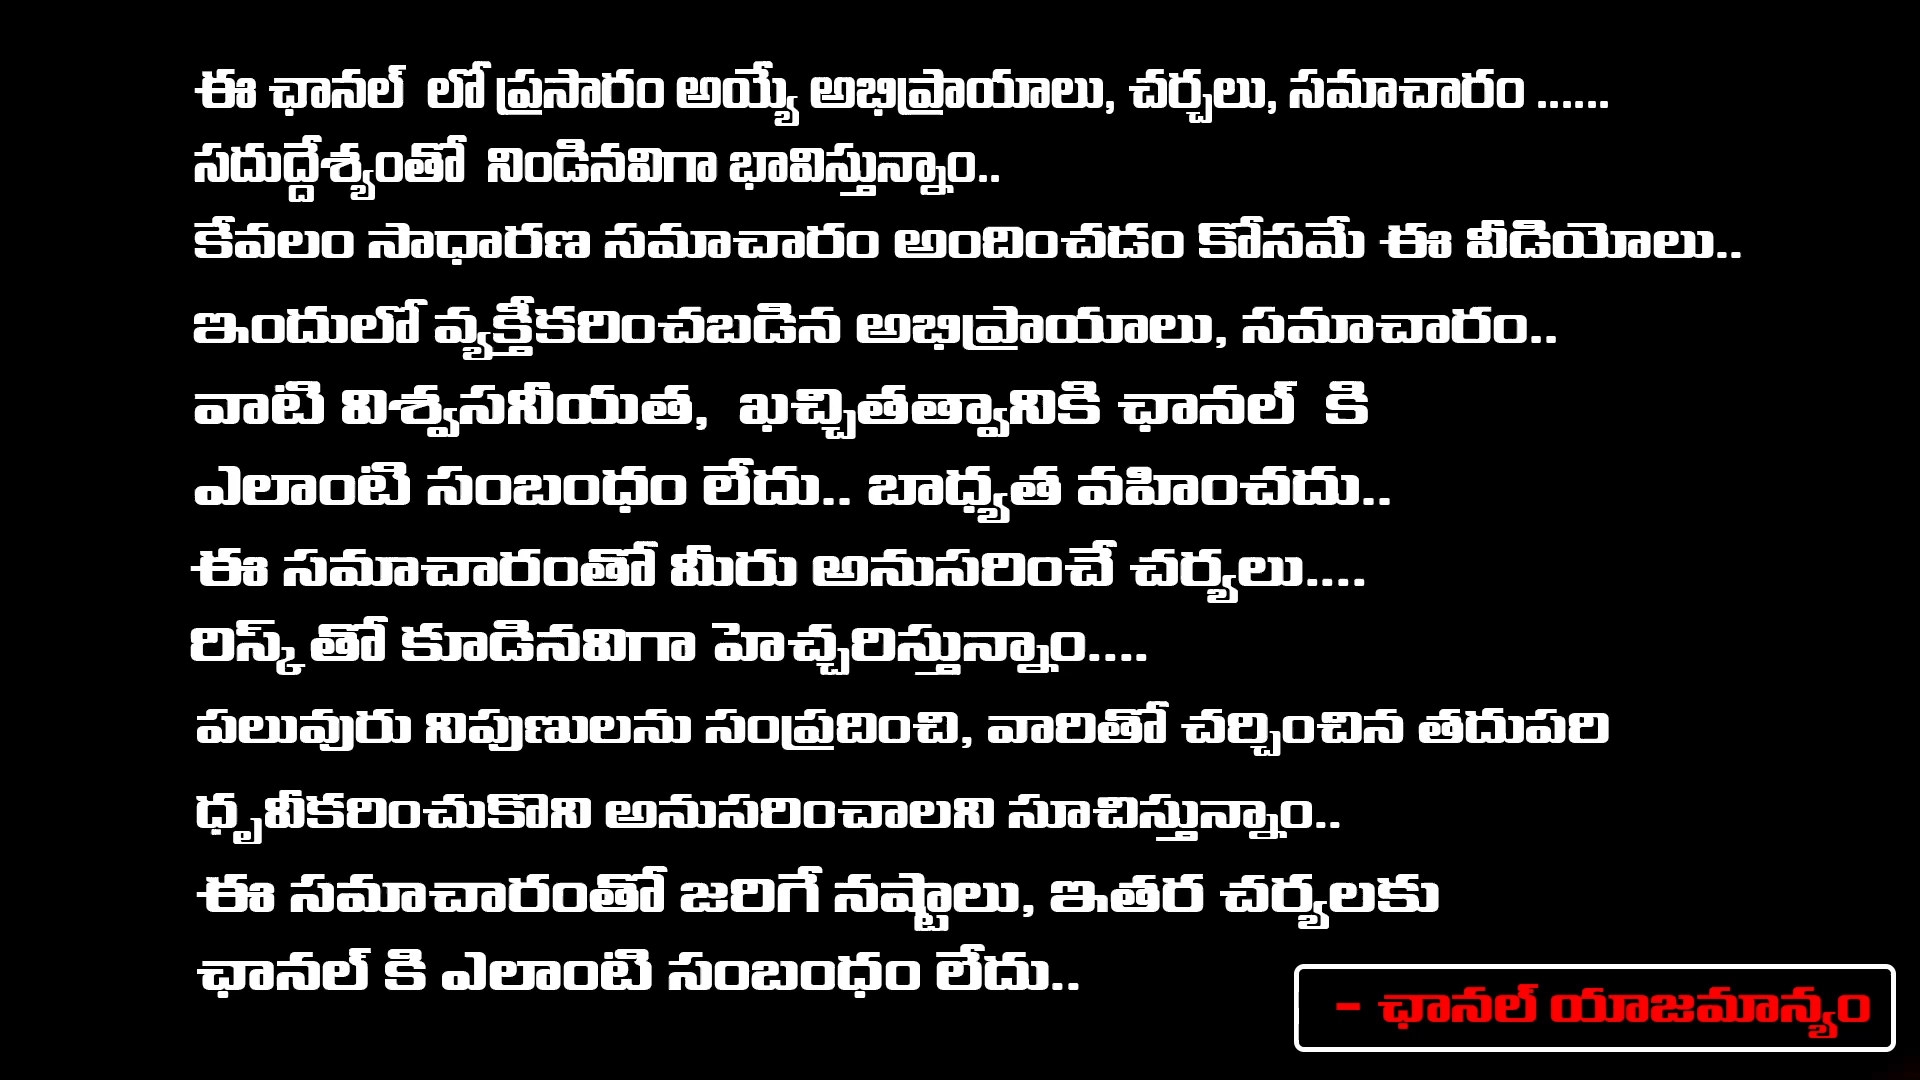 ఈ ఛానల్ లో ప్రసారం అయ్యే అభిప్రాయాలు, చర్చలు, సమాచారం ......
సదుద్దేశ్యంతో నిండినవిగా భావిస్తున్నాం..
కేవలం సాధారణ సమాచారం అందించడం కోసమే ఈ వీడియోలు..
ఇందులో వ్యక్తీకరించబడిన అభిప్రాయాలు, సమాచారం..
వాటి విశ్వసనీయత, ఖచ్చితత్వానికి ఛానల్ కి
ఎలాంటి సంబంధం లేదు.. బాధ్యత వహించదు..
ఈ సమాచారంతో మీరు అనుసరించే చర్యలు....
రిస్క్ తో కూడినవిగా హెచ్చరిస్తున్నాం....
పలువురు నిపుణులను సంప్రదించి, వారితో చర్చించిన తదుపరి
ధృవీకరించుకొని అనుసరించాలని సూచిస్తున్నాం..
ఈ సమాచారంతో జరిగే నష్టాలు, ఇతర చర్యలకు
ఛానల్ కి ఎలాంటి సంబంధం లేదు..
- ఛానల్ యాజమాన్యం